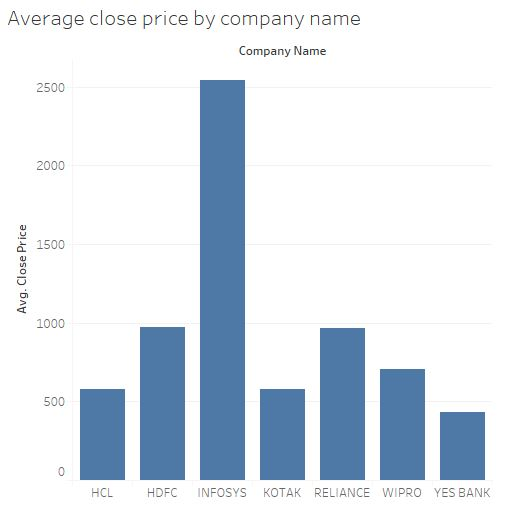 Average close price by company name
Company Name
2500
2000
1500
1000
500
0
Avg. Close Price
HCL HDFC INFOSYS KOTAK RELIANCE WIPRO YES BANK